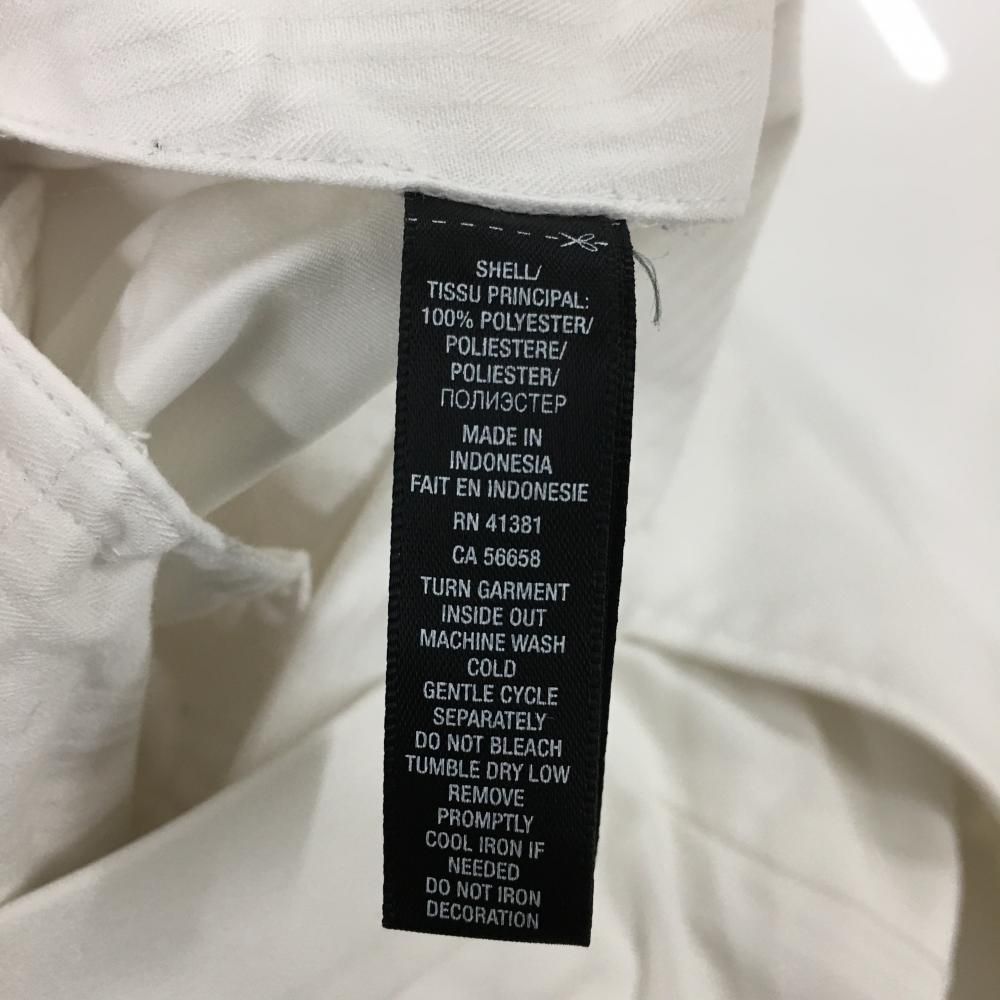 SHELL/
TISSU PRINCIPAL:
100% POLYESTER/
POLIESTERE/
POLIESTER/
ПОЛИЭСТЕР
MADE IN
INDONESIA
FAIT EN INDONESIE
RN 41381
CA 56658
TURN GARMENT
INSIDE OUT
MACHINE WASH
COLD
GENTLE CYCLE
SEPARATELY
DO NOT BLEACH
TUMBLE DRY LOW
REMOVE
PROMPTLY
COOL IRON IF
NEEDED
DO NOT IRON
DECORATION